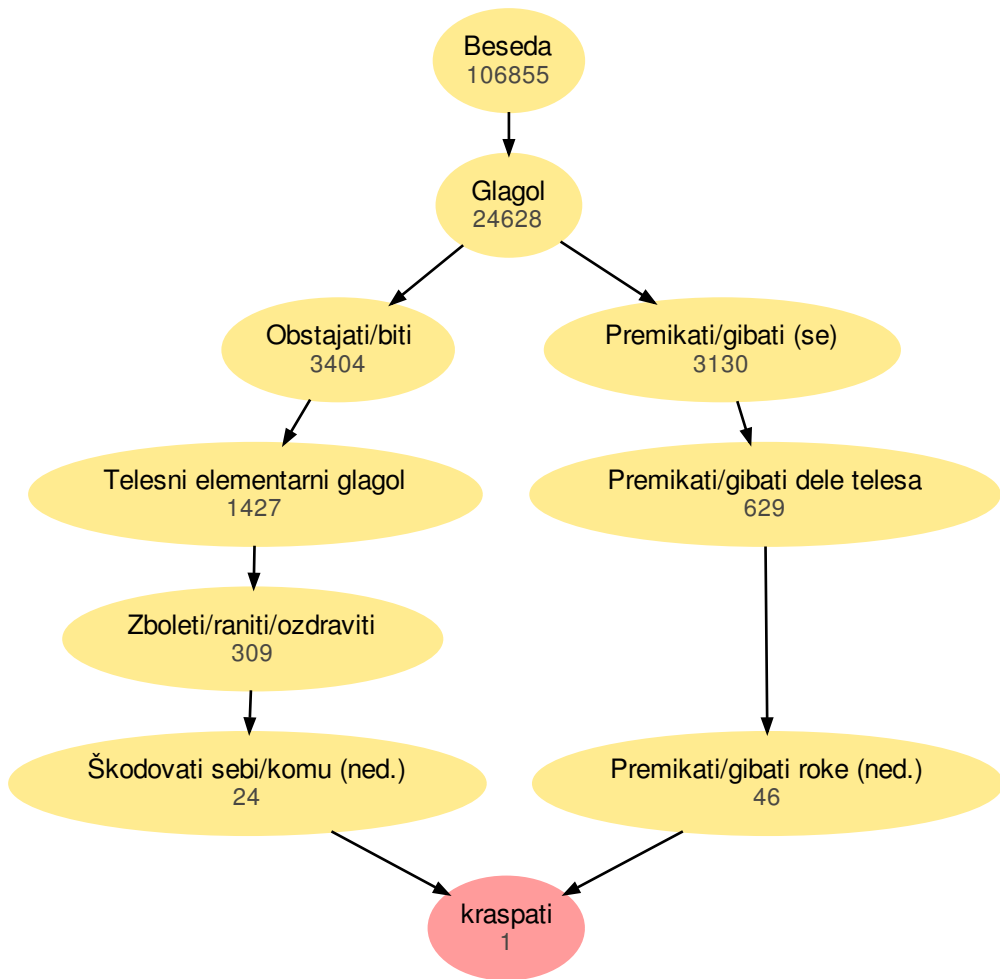 Beseda
106855
Glagol
24628
Obstajati/biti
3404
Premikati/gibati (se)
3130
Telesni elementarni glagol
1427
Premikati/gibati dele telesa
629
Zboleti/raniti/ozdraviti
309
Škodovati sebi/komu (ned.)
24
Premikati/gibati roke (ned.)
46
kraspati
1